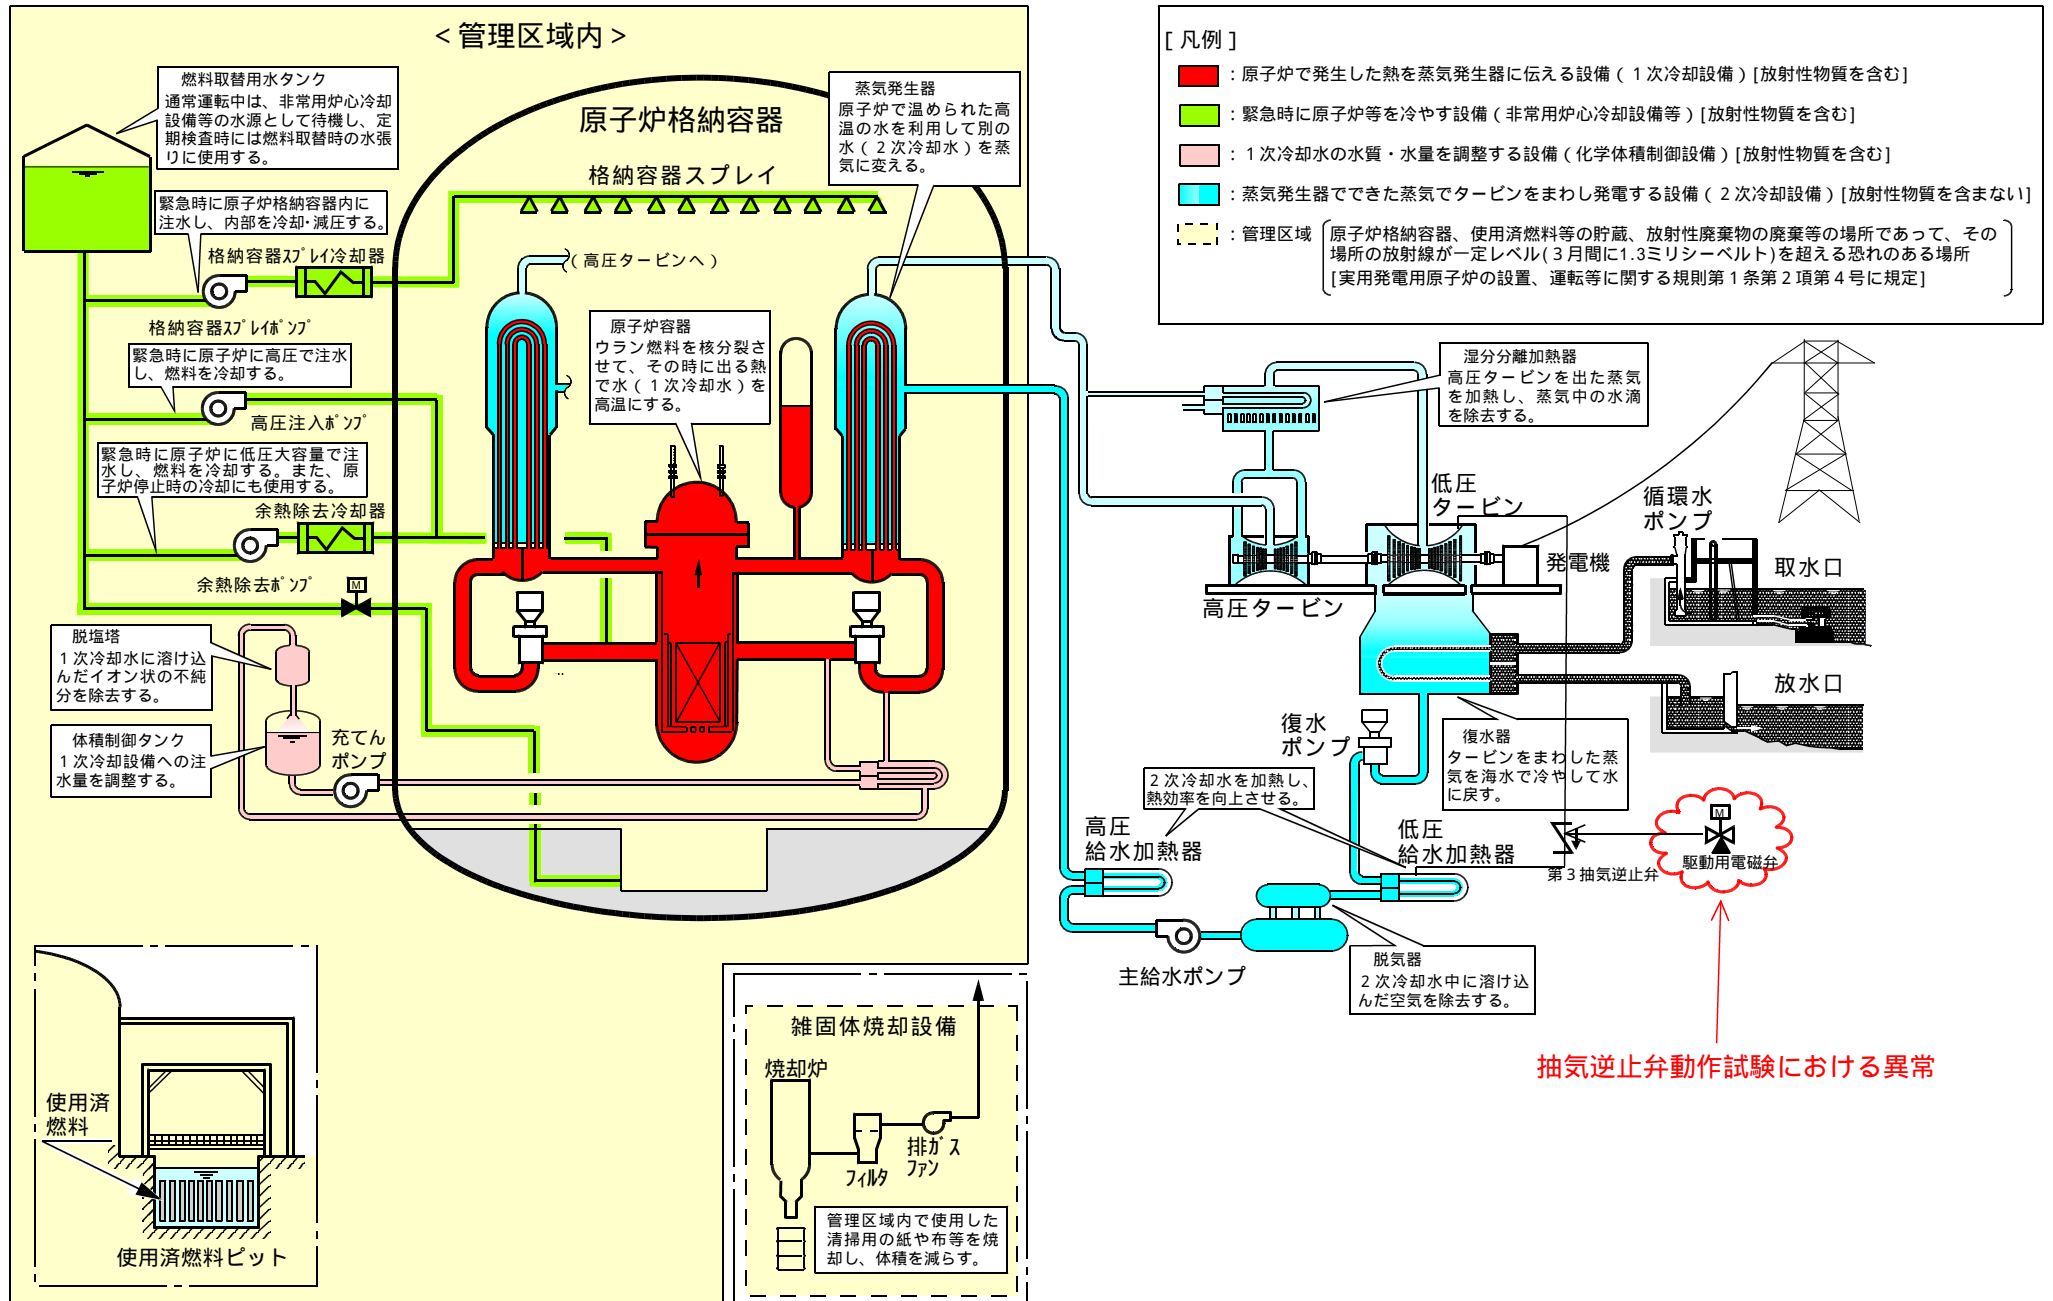 ＜管理区域内＞
燃料取替用水タンク
通常運転中は、非常用炉心冷却
設備等の水源として待機し、定
期検査時には燃料取替時の水張
りに使用する。
緊急時に原子炉格納容器内に
注水し、内部を冷却･減圧する。
格納容器ｽﾌﾟﾚｲ冷却器
格納容器ｽﾌﾟﾚｲﾎﾟﾝﾌﾟ
緊急時に原子炉に高圧で注水
し、燃料を冷却する。
高圧注入ﾎﾟﾝﾌﾟ
緊急時に原子炉に低圧大容量で注
水し、燃料を冷却する。また、原
子炉停止時の冷却にも使用する。
余熱除去冷却器
余熱除去ﾎﾟﾝﾌﾟ
M
脱塩塔
１次冷却水に溶け込
んだイオン状の不純
分を除去する。
体積制御タンク
１次冷却設備への注
水量を調整する。
充てん
ポンプ
原子炉格納容器
格納容器スプレイ
（高圧タービンへ）
蒸気発生器
原子炉で温められた高
温の水を利用して別の
水（２次冷却水）を蒸
気に変える。
原子炉容器
ウラン燃料を核分裂さ
せて、その時に出る熱
で水（１次冷却水）を
高温にする。
使用済
燃料
使用済燃料ピット
雑固体焼却設備
焼却炉
フィルタ
排ｶﾞｽ
ファン
管理区域内で使用した
清掃用の紙や布等を焼
却し、体積を減らす。
[ 凡例 ]
：原子炉で発生した熱を蒸気発生器に伝える設備（１次冷却設備）[放射性物質を含む]
：緊急時に原子炉等を冷やす設備（非常用炉心冷却設備等）[放射性物質を含む]
：１次冷却水の水質・水量を調整する設備（化学体積制御設備）[放射性物質を含む]
：蒸気発生器でできた蒸気でタービンをまわし発電する設備（２次冷却設備）[放射性物質を含まない]
：管理区域
原子炉格納容器、使用済燃料等の貯蔵、放射性廃棄物の廃棄等の場所であって、その
場所の放射線が一定レベル(３月間に1.3ミリシーベルト)を超える恐れのある場所
[実用発電用原子炉の設置、運転等に関する規則第１条第２項第４号に規定]
湿分分離加熱器
高圧タービンを出た蒸気
を加熱し、蒸気中の水滴
を除去する。
低圧
タービン
高圧タービン
発電機
循環水
ポンプ
取水口
放水口
復水
ポンプ
復水器
タービンをまわした蒸
気を海水で冷やして水
に戻す。
２次冷却水を加熱し、
熱効率を向上させる。
高圧
給水加熱器
低圧
給水加熱器
主給水ポンプ
脱気器
２次冷却水中に溶け込
んだ空気を除去する。
第３抽気逆止弁
M
駆動用電磁弁
抽気逆止弁動作試験における異常